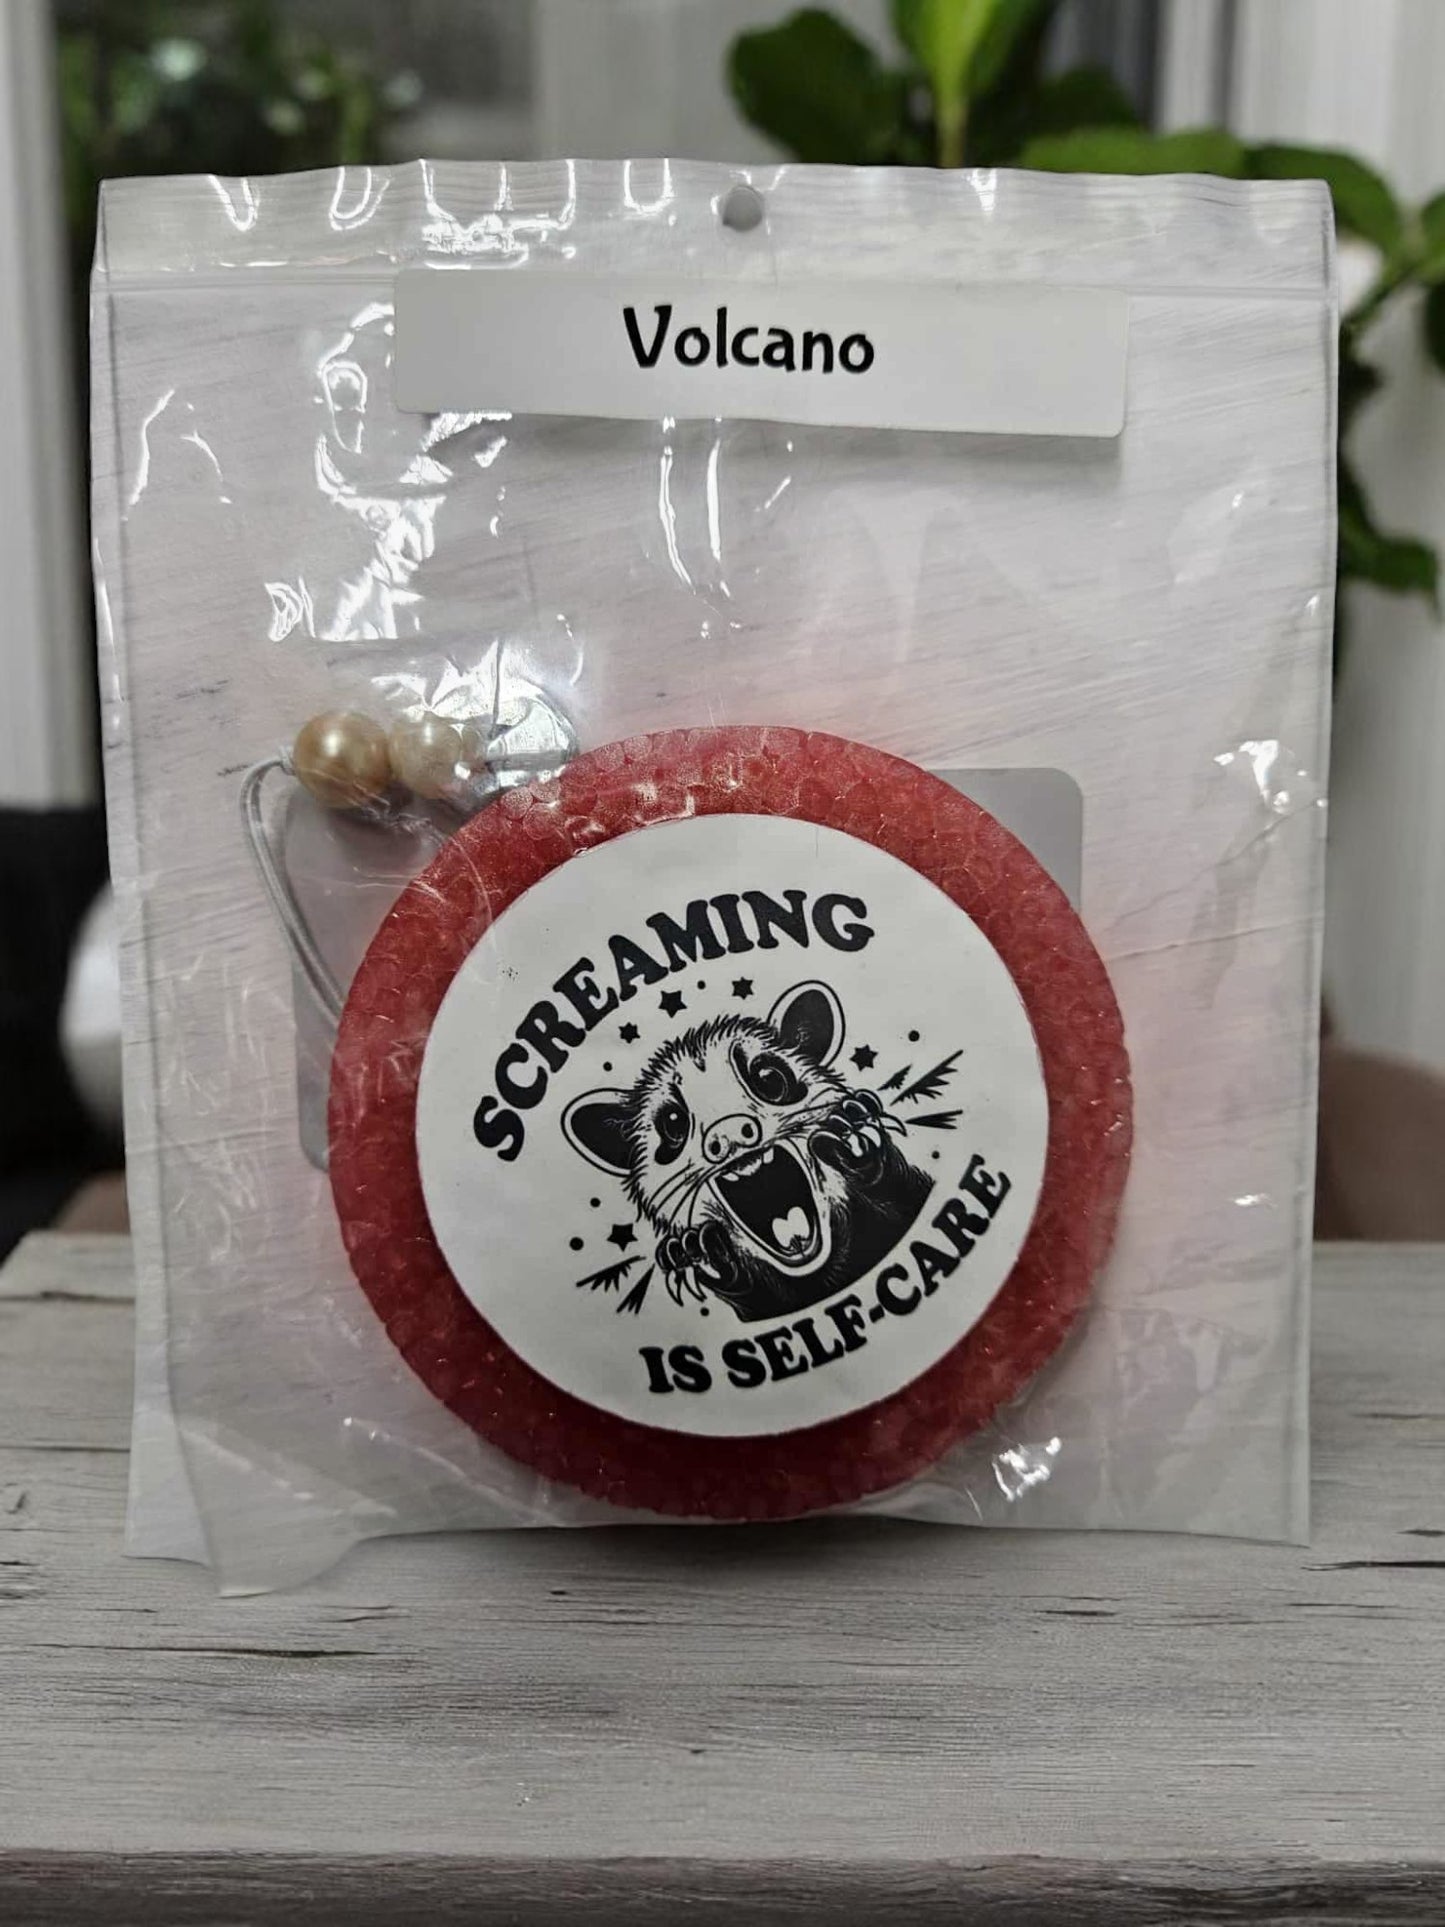 Volcano
SCREAMING
IS SELF-CARE